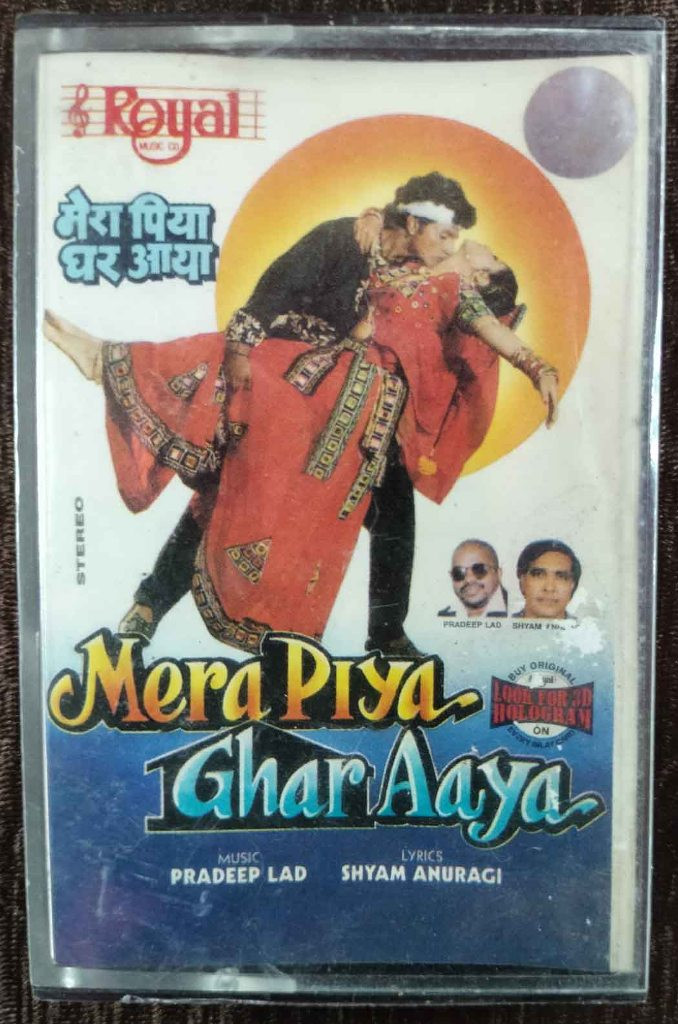 Royal
MUSIC CO.
मेरा पिया
घर आया
STEREO
PRADEEP LAD SHYAM
Mera Piya
Ghar Aaya
BUY ORIGINAL
LOOK FOR 3D
HOLOGRAM
ON
MUSIC
PRADEEP LAD
LYRICS
SHYAM ANURAGI